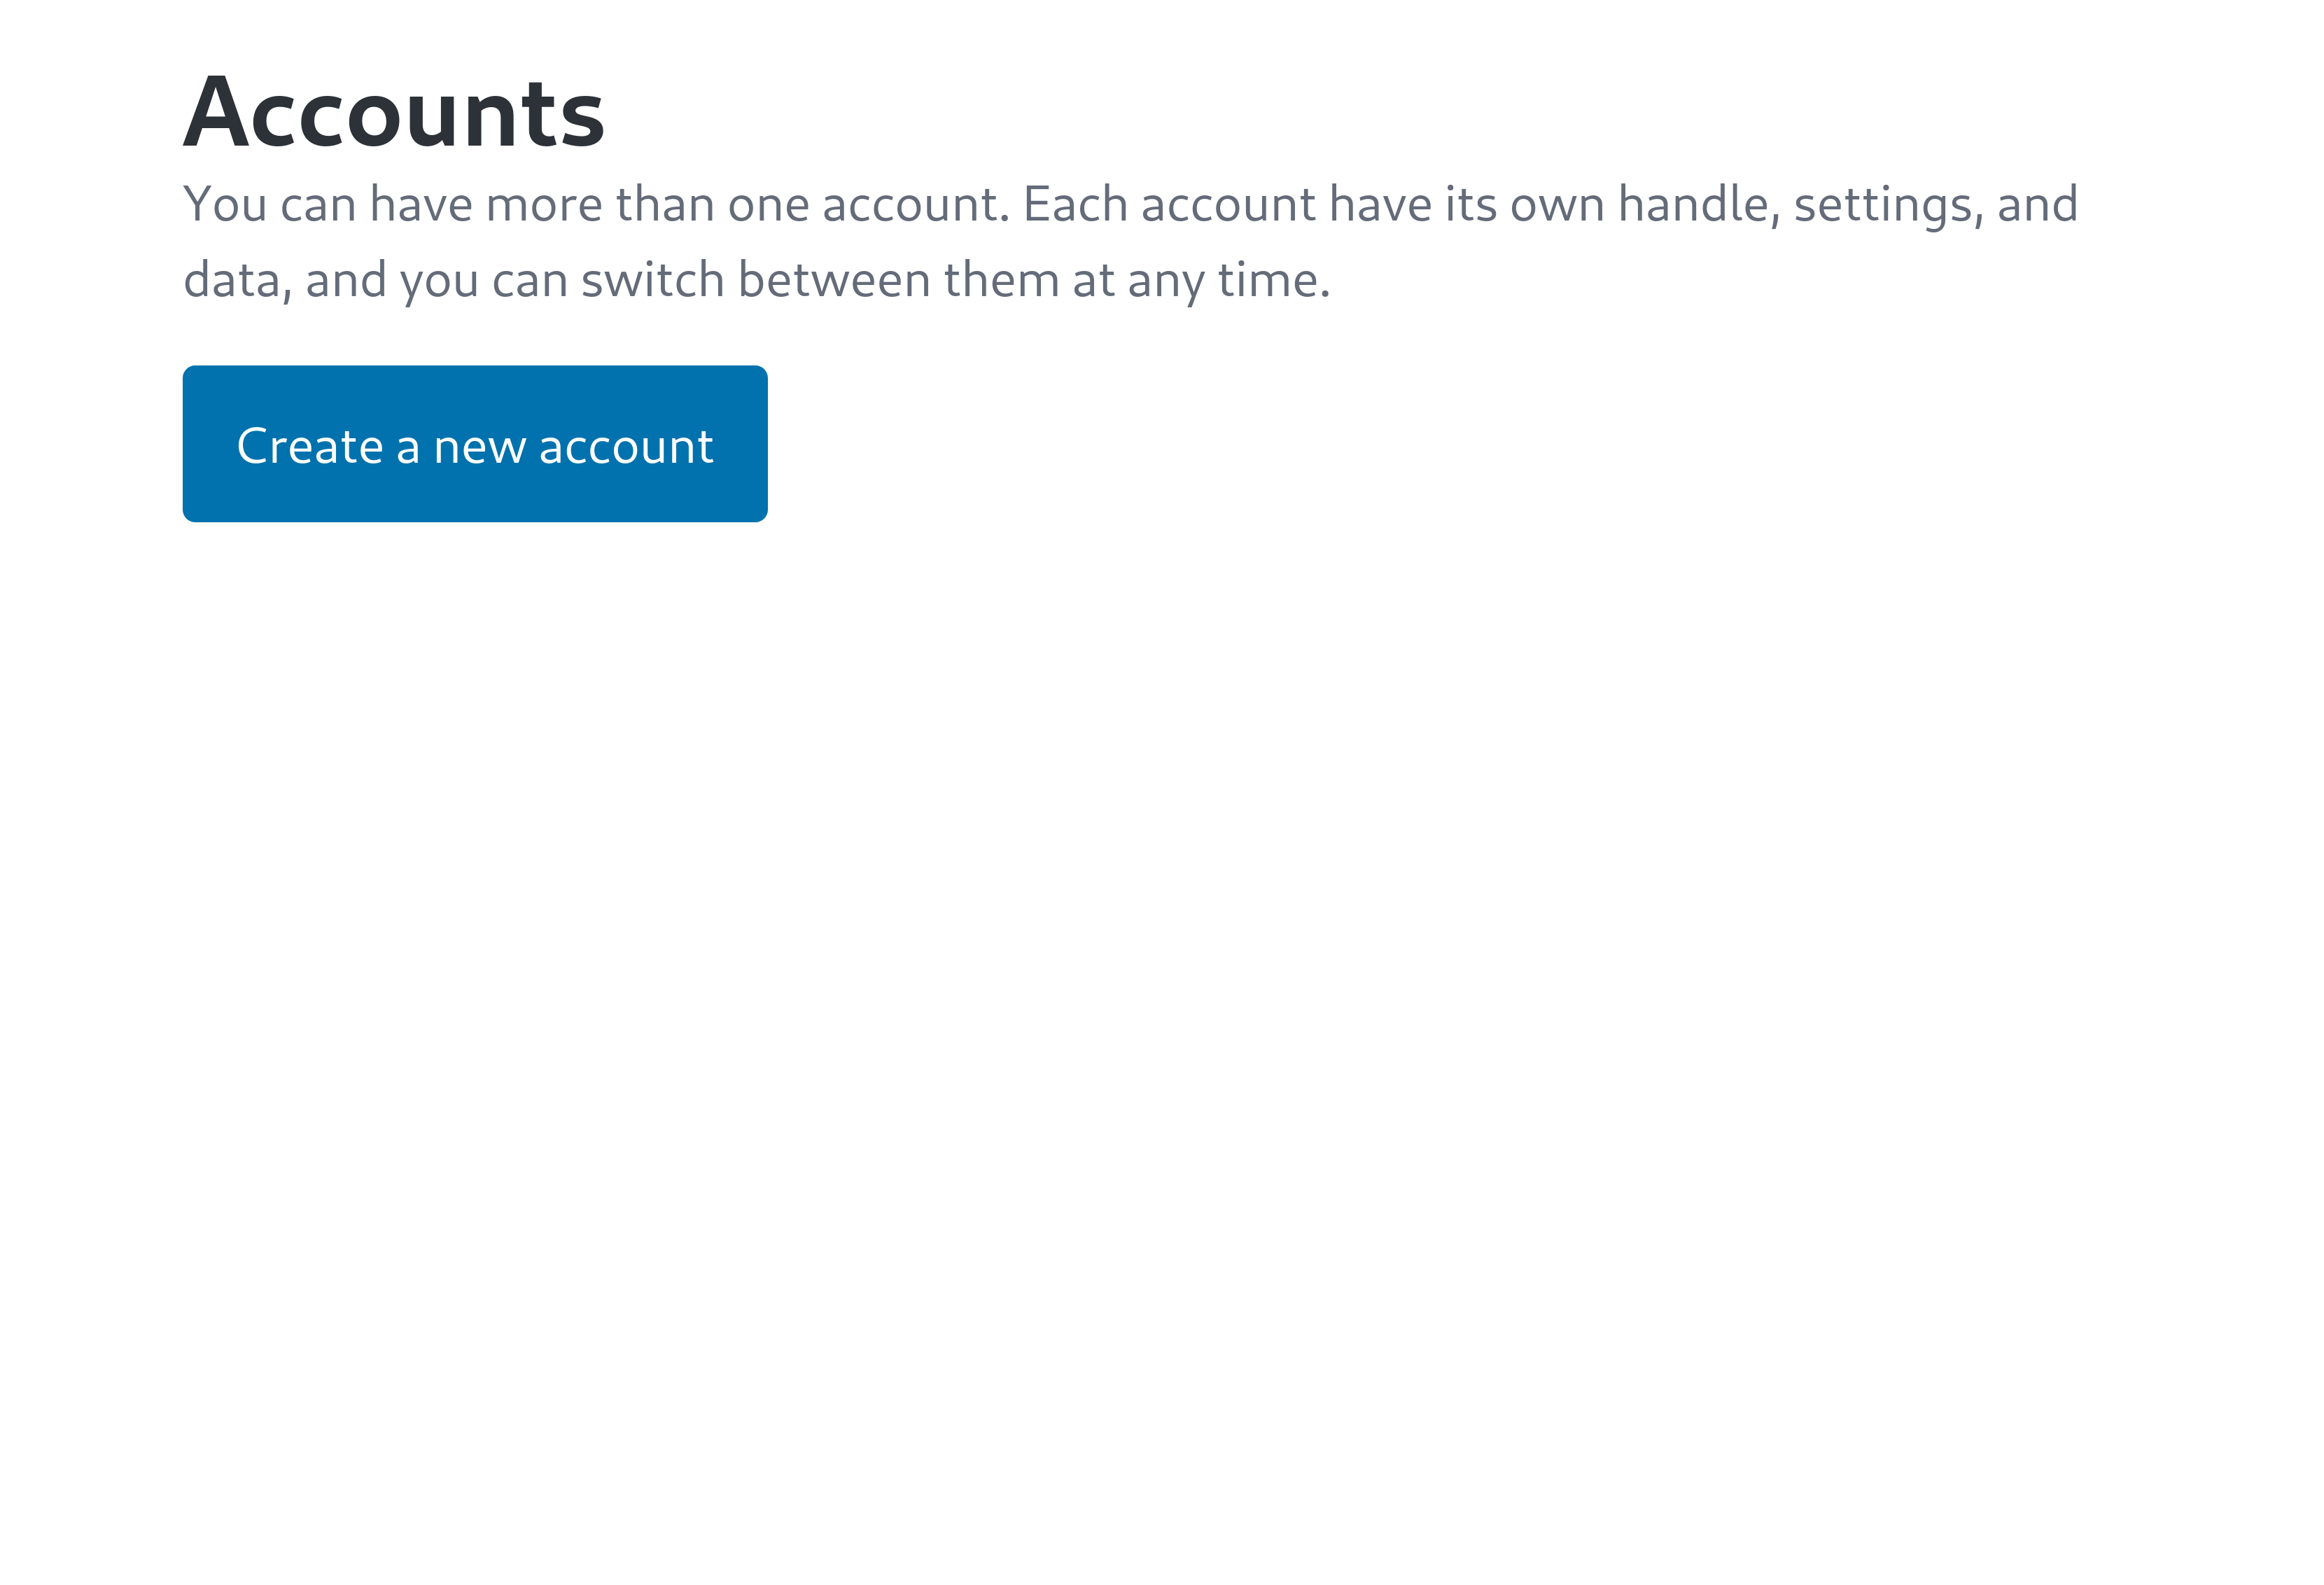 Accounts
You can have more than one account. Each account have its own handle, settings, and
data, and you can switch between them at any time.
Create a new account